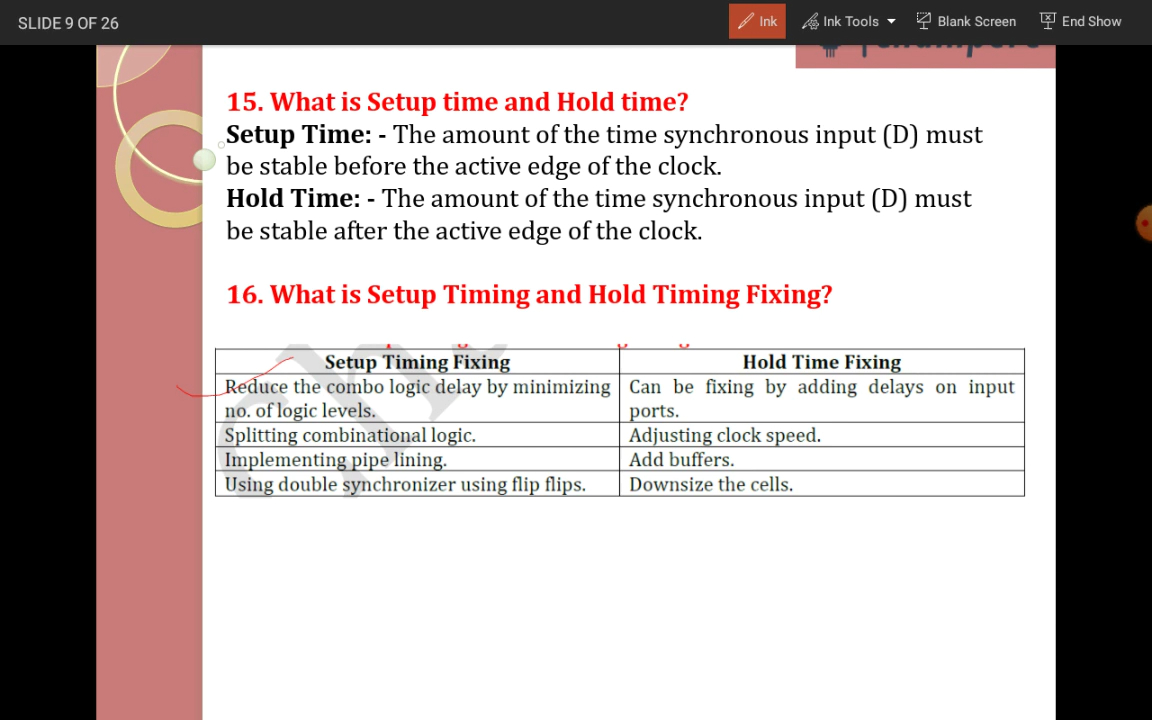 SLIDE 9 OF 26
Ink
Ink Tools
Blank Screen
End Show
15. What is Setup time and Hold time?
Setup Time: - The amount of the time synchronous input (D) must
be stable before the active edge of the clock.
Hold Time: - The amount of the time synchronous input (D) must
be stable after the active edge of the clock.
16. What is Setup Timing and Hold Timing Fixing?
Setup Timing Fixing
Hold Time Fixing
Reduce the combo logic delay by minimizing
no. of logic levels.
Can be fixing by adding delays on input
ports.
Splitting combinational logic.
Adjusting clock speed.
Implementing pipe lining.
Add buffers.
Using double synchronizer using flip flips.
Downsize the cells.